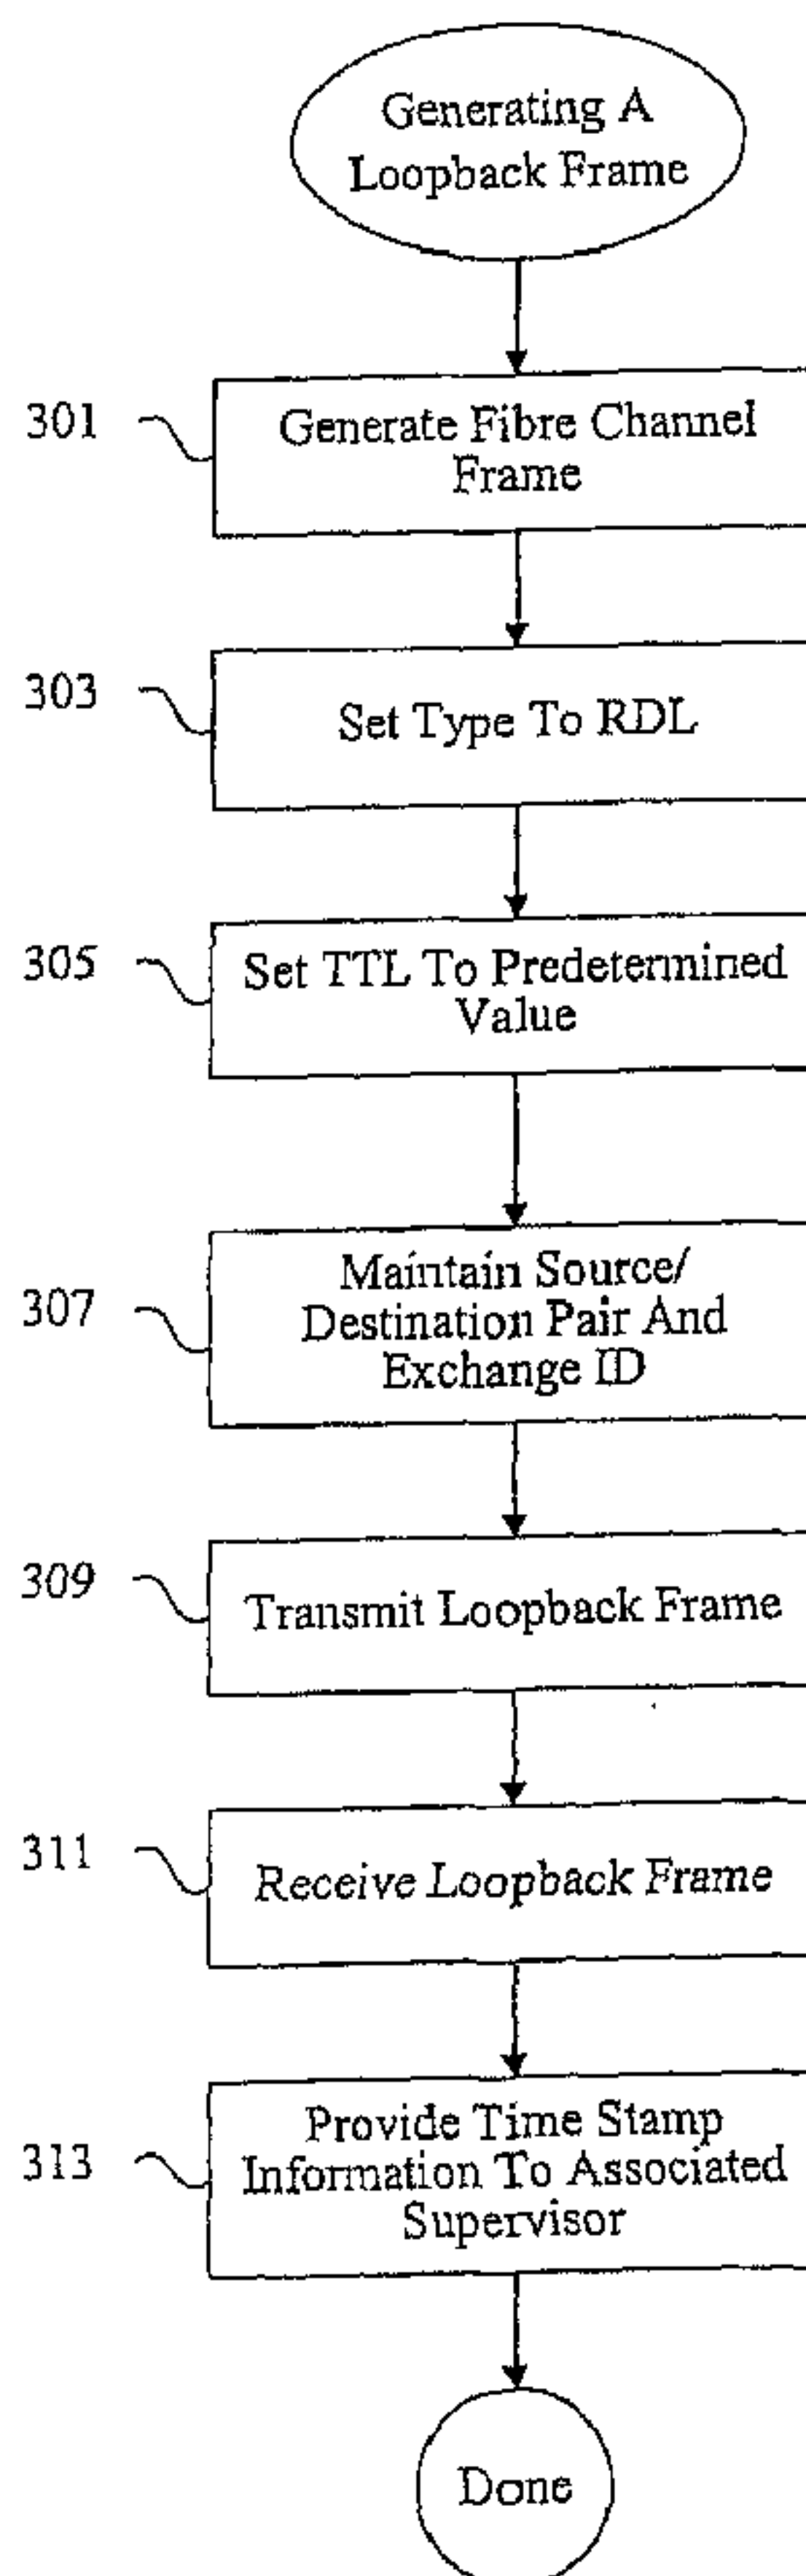 Generating A
Loopback Frame
301
Generate Fibre Channel
Frame
303
Set Type To RDL
305
Set TTL To Predetermined
Value
307
Maintain Source/
Destination Pair And
Exchange ID
309
Transmit Loopback Frame
311
Receive Loopback Frame
313
Provide Time Stamp
Information To Associated
Supervisor
Done